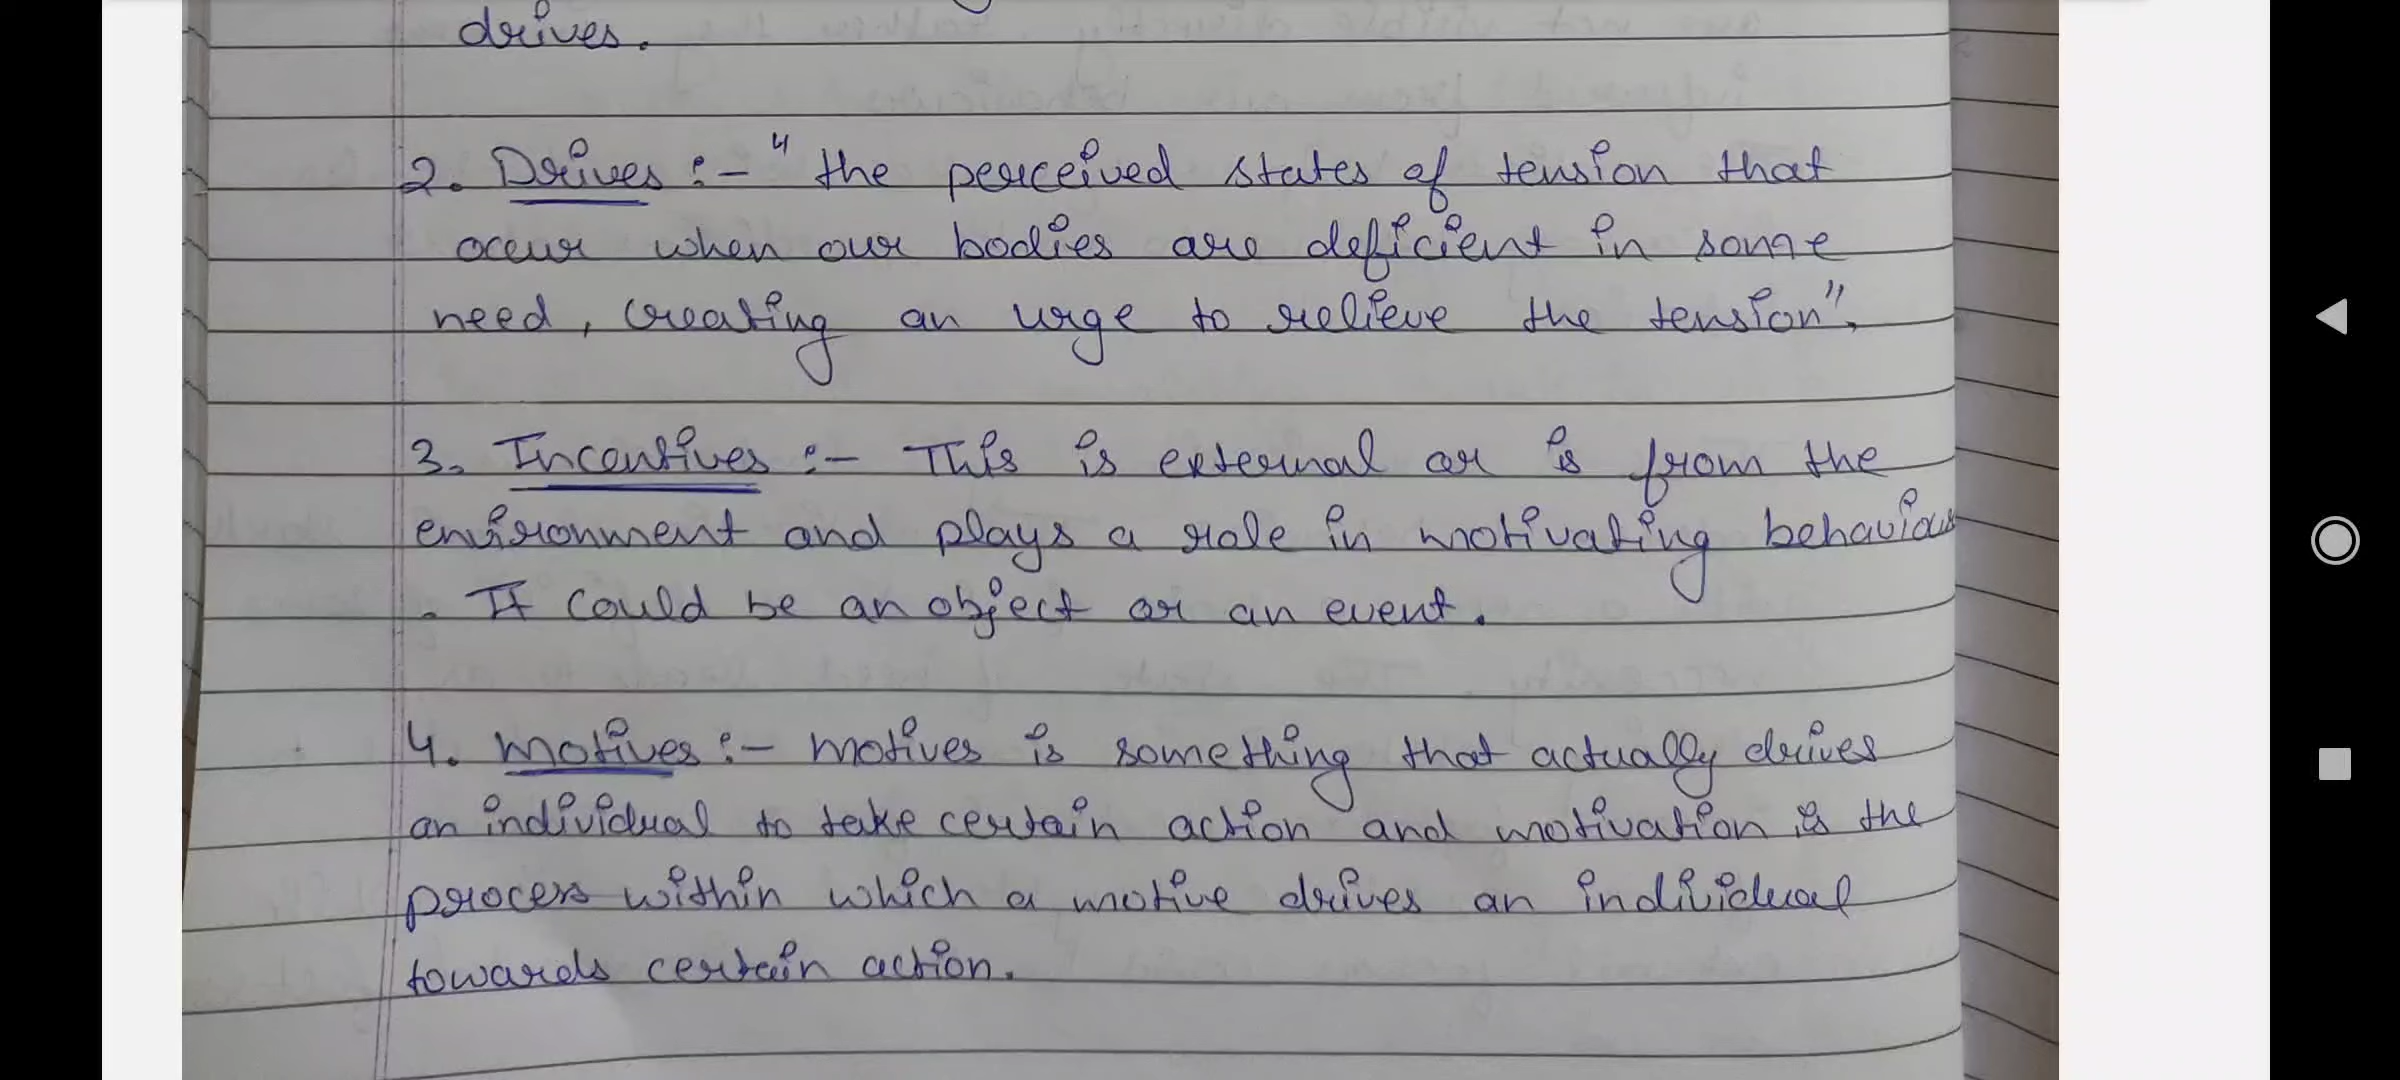 drives.
2. Drives :- " the perceived states of tension that
occur when our bodies are deficient in some
need, creating an urge to relieve the tension".
3. Incentives :- This is external or is from the
environment and plays a role in motivating behaviour
. It could be an object or an event.
4. Motives :- Motives is something that actually drives
an individual to take certain action and motivation is the
process within which a motive drives an individual
towards certain action.